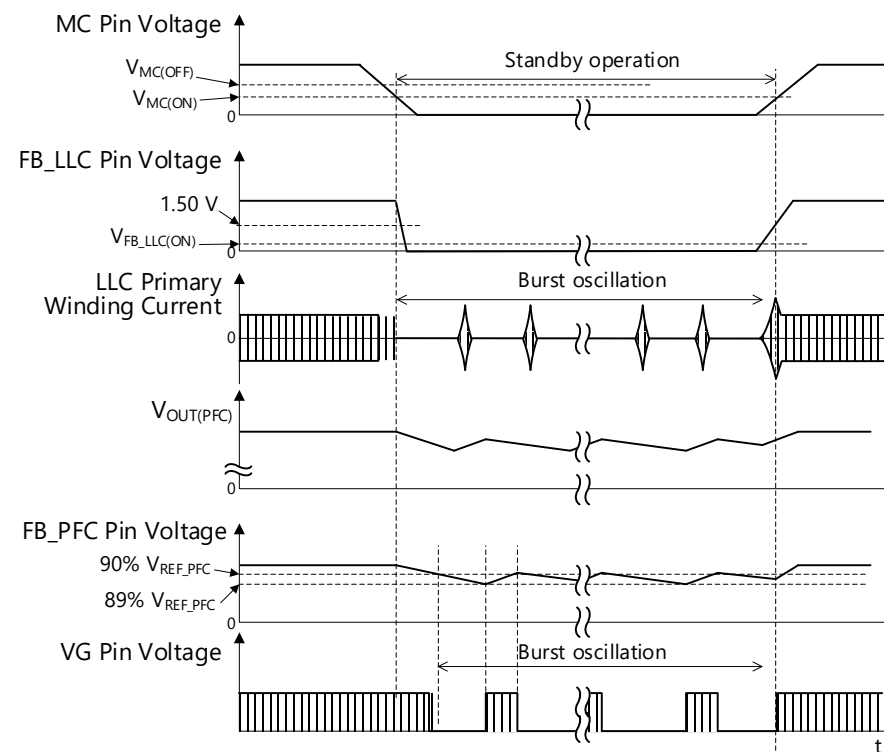 MC Pin Voltage
Standby operation
VMC(OFF)
VMC(ON)
0
FB_LLC Pin Voltage
1.50 V
VFB_LLC(ON)
0
LLC Primary
Winding Current
Burst oscillation
0
VOUT(PFC)
0
FB_PFC Pin Voltage
90% VREF_PFC
89% VREF_PFC
0
VG Pin Voltage
Burst oscillation
0
t